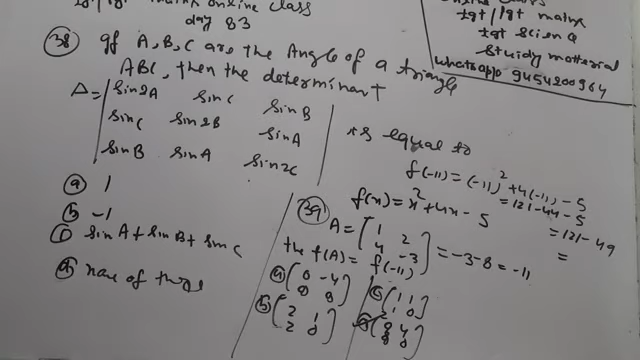 day 83
38 If A, B, C are the Angle of a triangle
ABC, then the determinant
Δ = | sin2A sinC sinB |
| sinC sin2B sinA |
| sinB sinA sin2C |
is equal to
a 1
b -1
c sinA + sinB + sinC
d none of these
tgt/pgt maths
tgt science
study material
whatsapp 9454200964
39 f(x) = x² + 4x - 5
A = [1 2
4 -3] = -3-8 = -11
the f(A) = f(-11)
f(-11) = (-11)² + 4(-11) - 5
= 121 - 44 - 5
= 121 - 49
=
a [0 -4
8 8]
b [2 1
2 0]
c [1 1
1 0]
d [8 4
8 0]